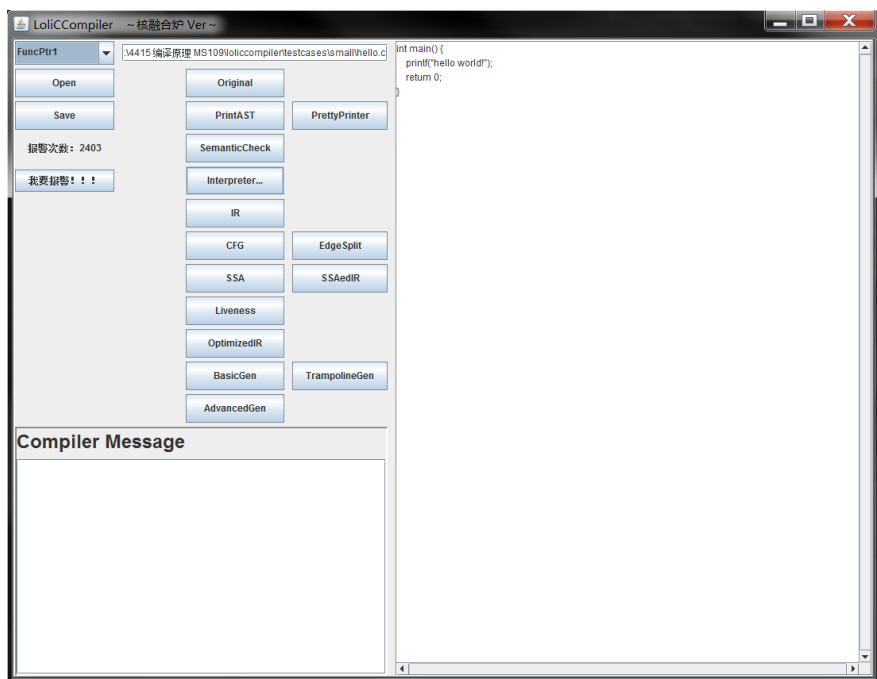 LoliCCompiler ～核融合炉 Ver～
FuncPtr1
:\4415 编译原理 MS109\loliccompiler\testcases\small\hello.c
Open
Original
Save
PrintAST
PrettyPrinter
报警次数：2403
SemanticCheck
我要报警！！！
Interpreter...
IR
CFG
EdgeSplit
SSA
SSAedIR
Liveness
OptimizedIR
BasicGen
TrampolineGen
AdvancedGen
Compiler Message
int main() {
printf("hello world!");
return 0;
}